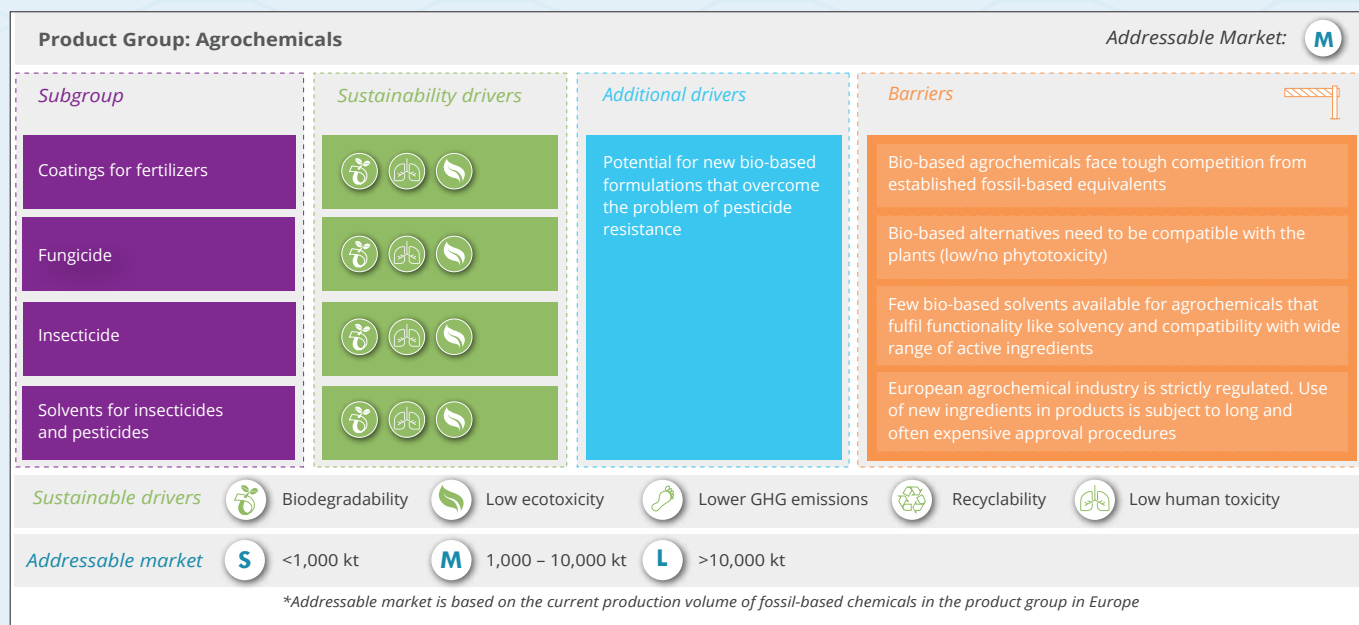 Product Group: Agrochemicals
Addressable Market:
M
Subgroup
Sustainability drivers
Additional drivers
Barriers
Coatings for fertilizers
Fungicide
Insecticide
Solvents for insecticides
and pesticides
Potential for new bio-based
formulations that overcome
the problem of pesticide
resistance
Bio-based agrochemicals face tough competition from
established fossil-based equivalents
Bio-based alternatives need to be compatible with the
plants (low/no phytotoxicity)
Few bio-based solvents available for agrochemicals that
fulfil functionality like solvency and compatibility with wide
range of active ingredients
European agrochemical industry is strictly regulated. Use
of new ingredients in products is subject to long and
often expensive approval procedures
Sustainable drivers
Biodegradability
Low ecotoxicity
Lower GHG emissions
Recyclability
Low human toxicity
Addressable market
S
<1,000 kt
M
1,000 – 10,000 kt
L
>10,000 kt
*Addressable market is based on the current production volume of fossil-based chemicals in the product group in Europe